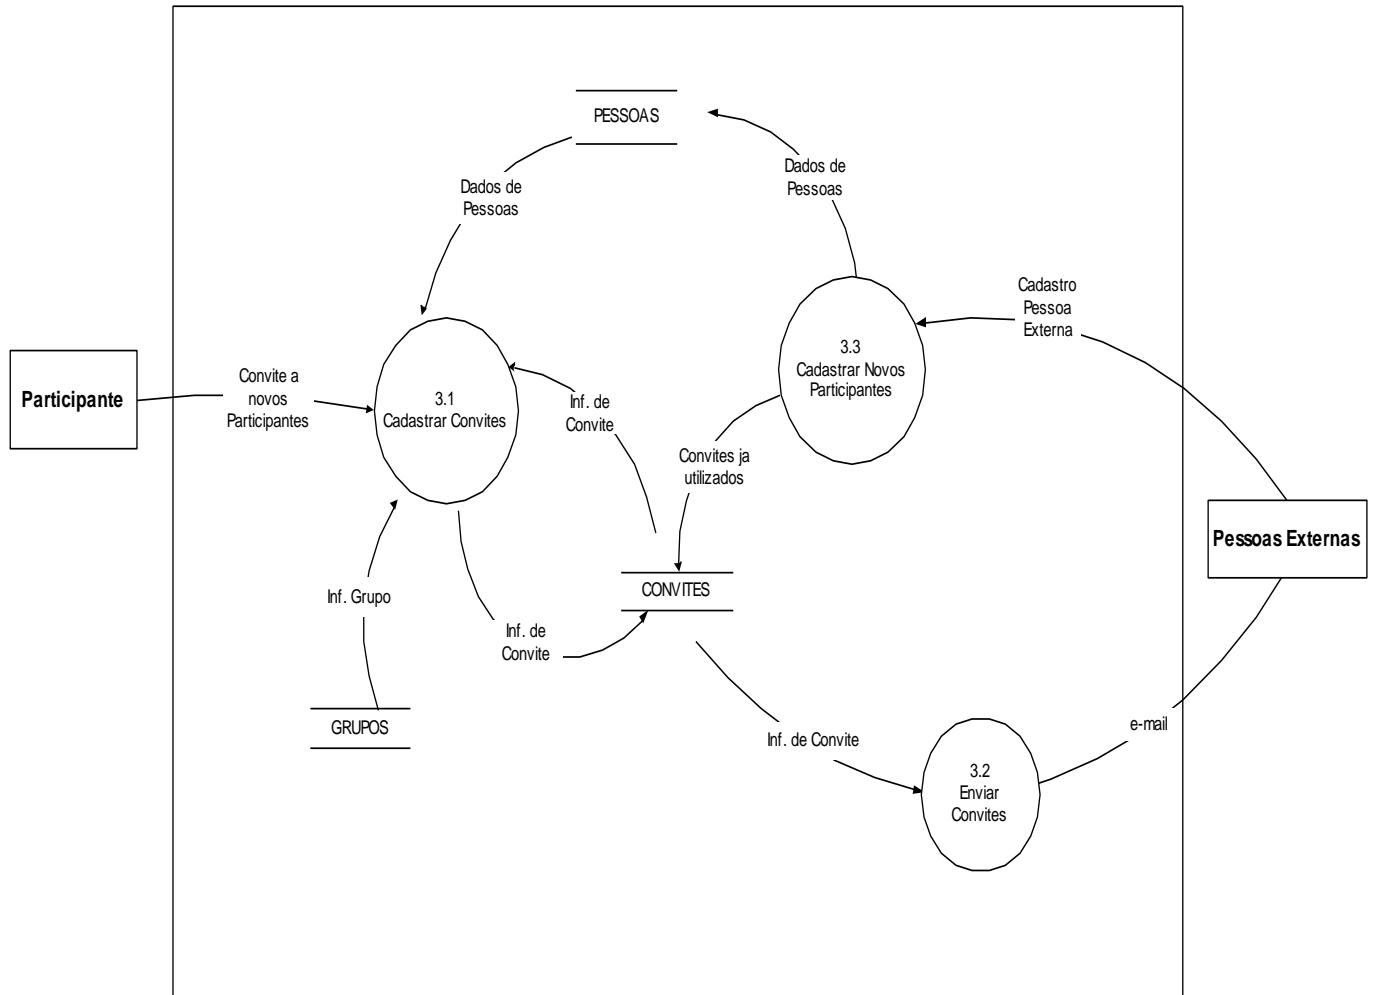 PESSOAS
Dados de
Pessoas
Dados de
Pessoas
Cadastro
Pessoa
Externa
3.3
Cadastrar Novos
Participantes
Participante
Convite a
novos
Participantes
3.1
Cadastrar Convites
Inf. de
Convite
Convites ja
utilizados
Pessoas Externas
CONVITES
Inf. Grupo
Inf. de
Convite
GRUPOS
Inf. de Convite
e-mail
3.2
Enviar
Convites